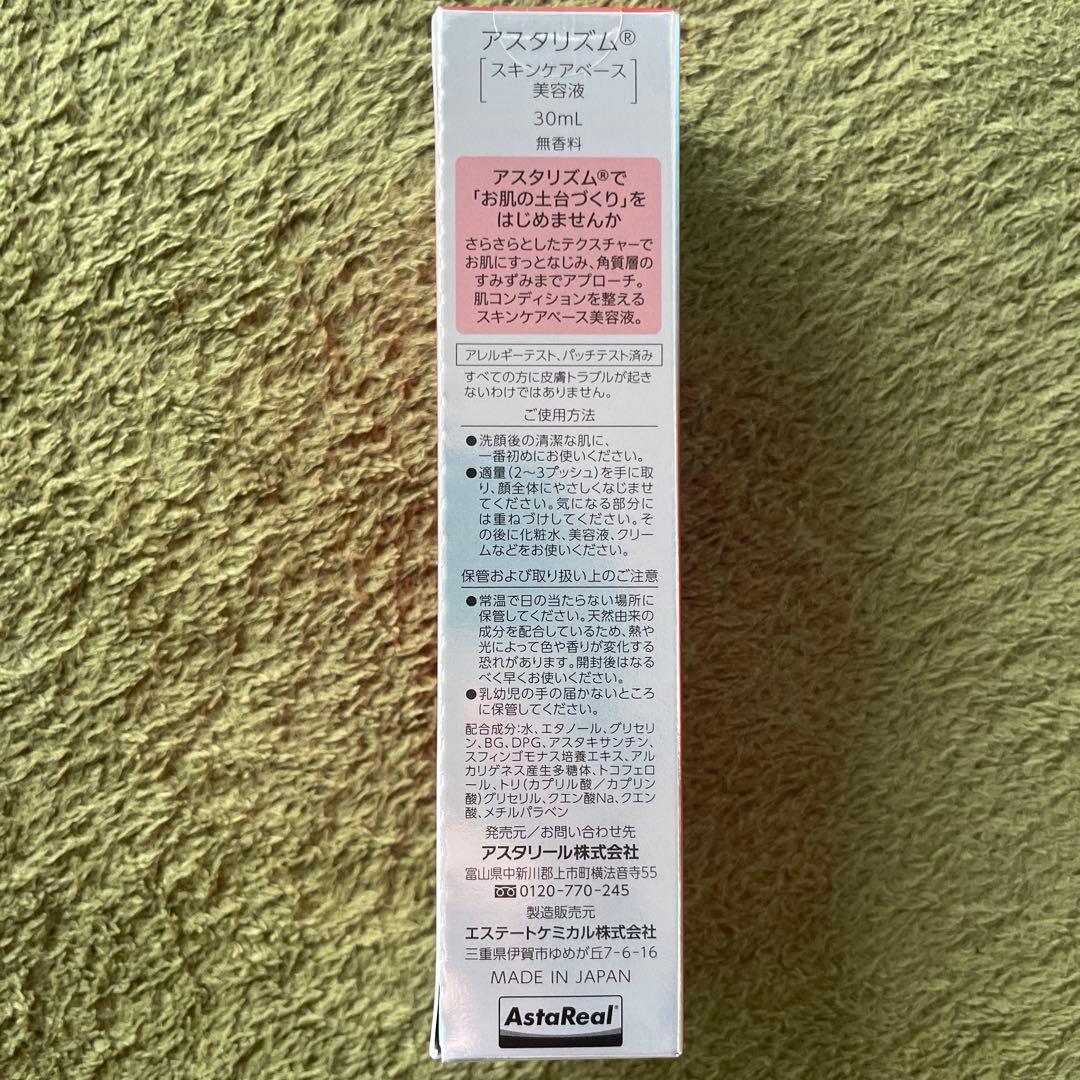 アスタリズム®
[スキンケアベース
美容液]
30mL
無香料
アスタリズム®で
「お肌の土台づくり」を
はじめませんか
さらさらとしたテクスチャーで
お肌にすっとなじみ、角質層の
すみずみまでアプローチ。
肌コンディションを整える
スキンケアベース美容液。
アレルギーテスト、パッチテスト済み
すべての方に皮膚トラブルが起き
ないわけではありません。
ご使用方法
●洗顔後の清潔な肌に、
一番初めにお使いください。
●適量(2〜3プッシュ)を手に取
り、顔全体にやさしくなじませ
てください。気になる部分に
は重ねづけしてください。そ
の後に化粧水、美容液、クリー
ムなどをお使いください。
保管および取り扱い上のご注意
●常温で日の当たらない場所に
保管してください。天然由来の
成分を配合しているため、熱や
光によって色や香りが変化する
恐れがあります。開封後はなる
べく早くお使いください。
●乳幼児の手の届かないところ
に保管してください。
配合成分:水、エタノール、グリセリ
ン、BG、DPG、アスタキサンチン、
スフィンゴモナス培養エキス、アル
カリゲネス産生多糖体、トコフェロ
ール、トリ(カプリル酸/カプリン
酸)グリセリル、クエン酸Na、クエン
酸、メチルパラベン
発売元/お問い合わせ先
アスタリール株式会社
富山県中新川郡上市町横法音寺55
0120-770-245
製造販売元
エステートケミカル株式会社
三重県伊賀市ゆめが丘7-6-16
MADE IN JAPAN
AstaReal®